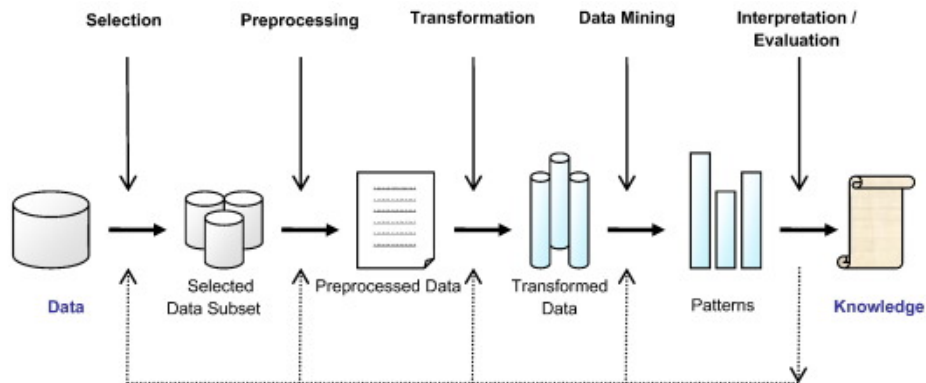 Selection
Preprocessing
Transformation
Data Mining
Interpretation /
Evaluation
Data
Selected
Data Subset
Preprocessed Data
Transformed
Data
Patterns
Knowledge